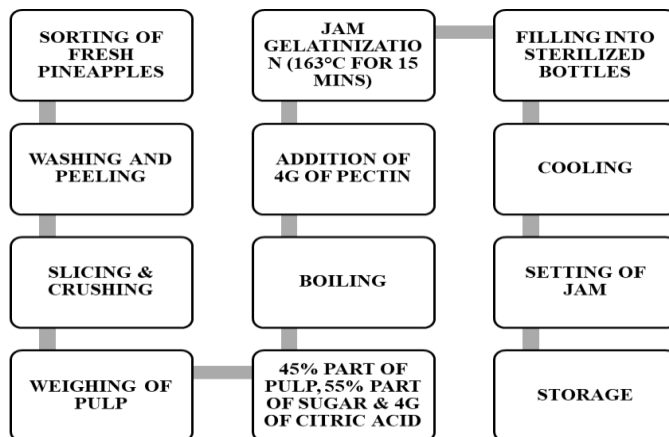 SORTING OF
FRESH
PINEAPPLES
WASHING AND
PEELING
SLICING &
CRUSHING
WEIGHING OF
PULP
45% PART OF
PULP, 55% PART
OF SUGAR & 4G
OF CITRIC ACID
BOILING
ADDITION OF
4G OF PECTIN
JAM
GELATINIZATIO
N (163°C FOR 15
MINS)
FILLING INTO
STERILIZED
BOTTLES
COOLING
SETTING OF
JAM
STORAGE